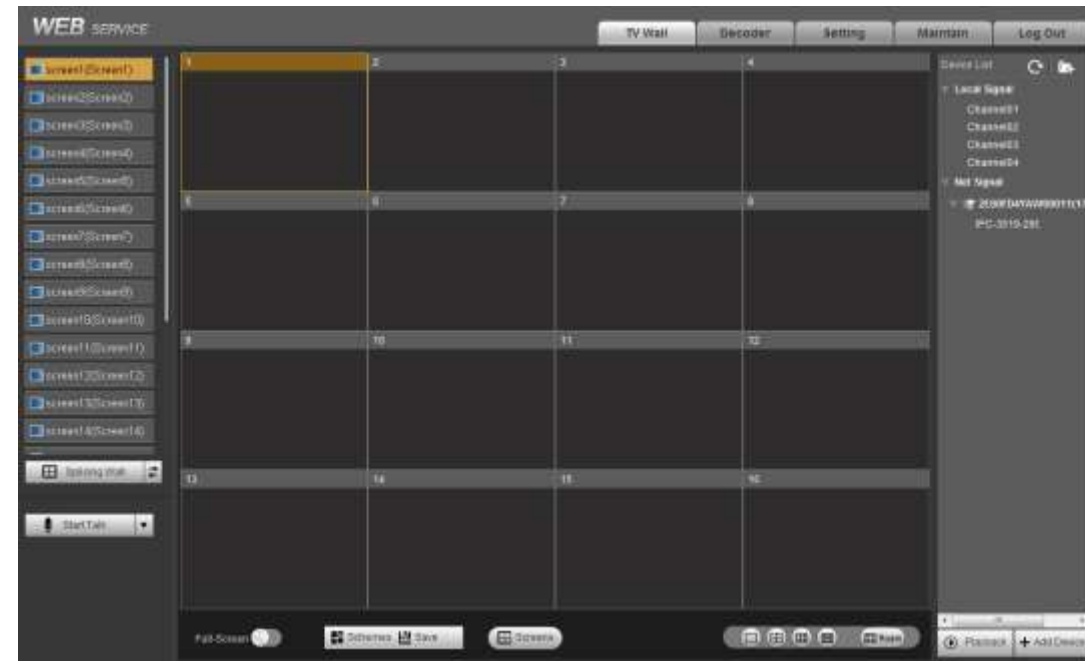 WEB SERVICE
TV Wall
Decoder
Setting
Maintain
Log Out
screen1(Screen1)
screen2(Screen2)
screen3(Screen3)
screen4(Screen4)
screen5(Screen5)
screen6(Screen6)
screen7(Screen7)
screen8(Screen8)
screen9(Screen9)
screen10(Screen10)
screen11(Screen11)
screen12(Screen12)
screen13(Screen13)
screen14(Screen14)
Splicing Wall
Start Talk
1 2 3 4
5 6 7 8
9 10 11 12
13 14 15 16
Full-Screen
Schemes
Save
Screens
Device List
Local Signal
Channel01
Channel02
Channel03
Channel04
Net Signal
Playback
Add Device